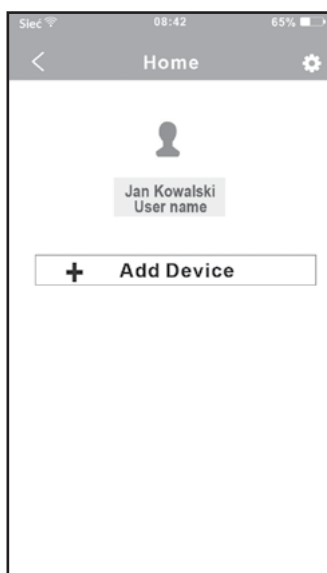 Sieć 08:42 65%
Home
Jan Kowalski
User name
+ Add Device